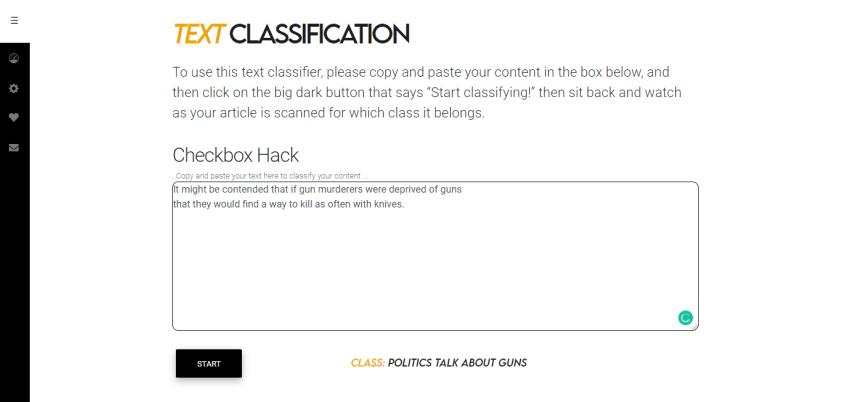 TEXT CLASSIFICATION
To use this text classifier, please copy and paste your content in the box below, and
then click on the big dark button that says “Start classifying!” then sit back and watch
as your article is scanned for which class it belongs.
Checkbox Hack
..Copy and paste your text here to classify your content ...
It might be contended that if gun murderers were deprived of guns
that they would find a way to kill as often with knives.
START
CLASS: POLITICS TALK ABOUT GUNS